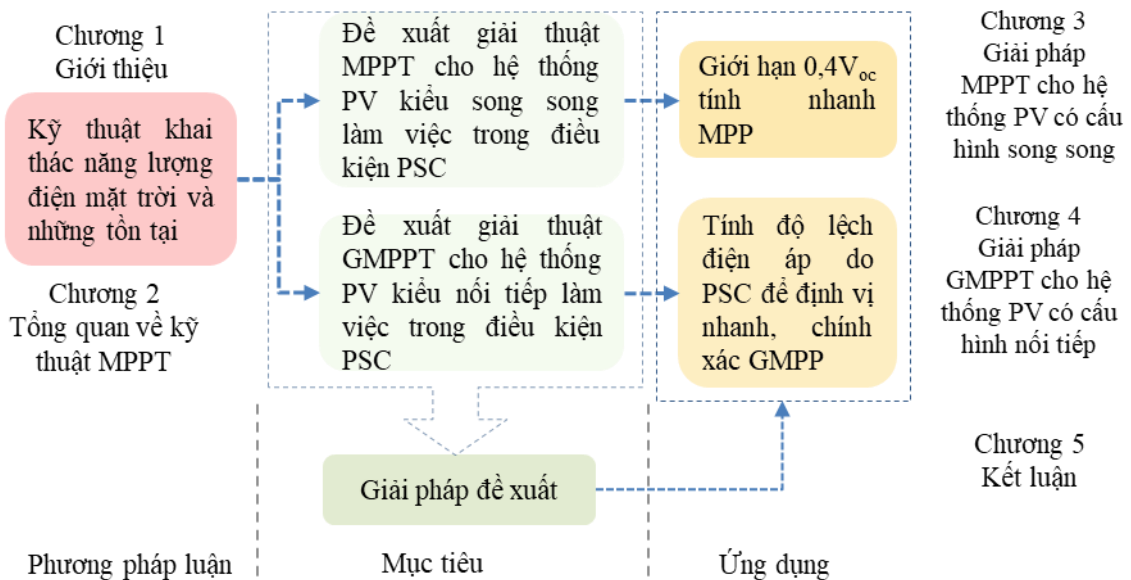 Chương 1
Giới thiệu
Kỹ thuật khai
thác năng lượng
điện mặt trời và
những tồn tại
Chương 2
Tổng quan về kỹ
thuật MPPT
Đề xuất giải thuật
MPPT cho hệ thống
PV kiểu song song
làm việc trong điều
kiện PSC
Đề xuất giải thuật
GMPPT cho hệ thống
PV kiểu nối tiếp làm
việc trong điều kiện
PSC
Giải pháp đề xuất
Giới hạn 0,4Voc
tính nhanh
MPP
Tính độ lệch
điện áp do
PSC để định vị
nhanh, chính
xác GMPP
Chương 3
Giải pháp
MPPT cho hệ
thống PV có cấu
hình song song
Chương 4
Giải pháp
GMPPT cho hệ
thống PV có cấu
hình nối tiếp
Chương 5
Kết luận
Phương pháp luận
Mục tiêu
Ứng dụng